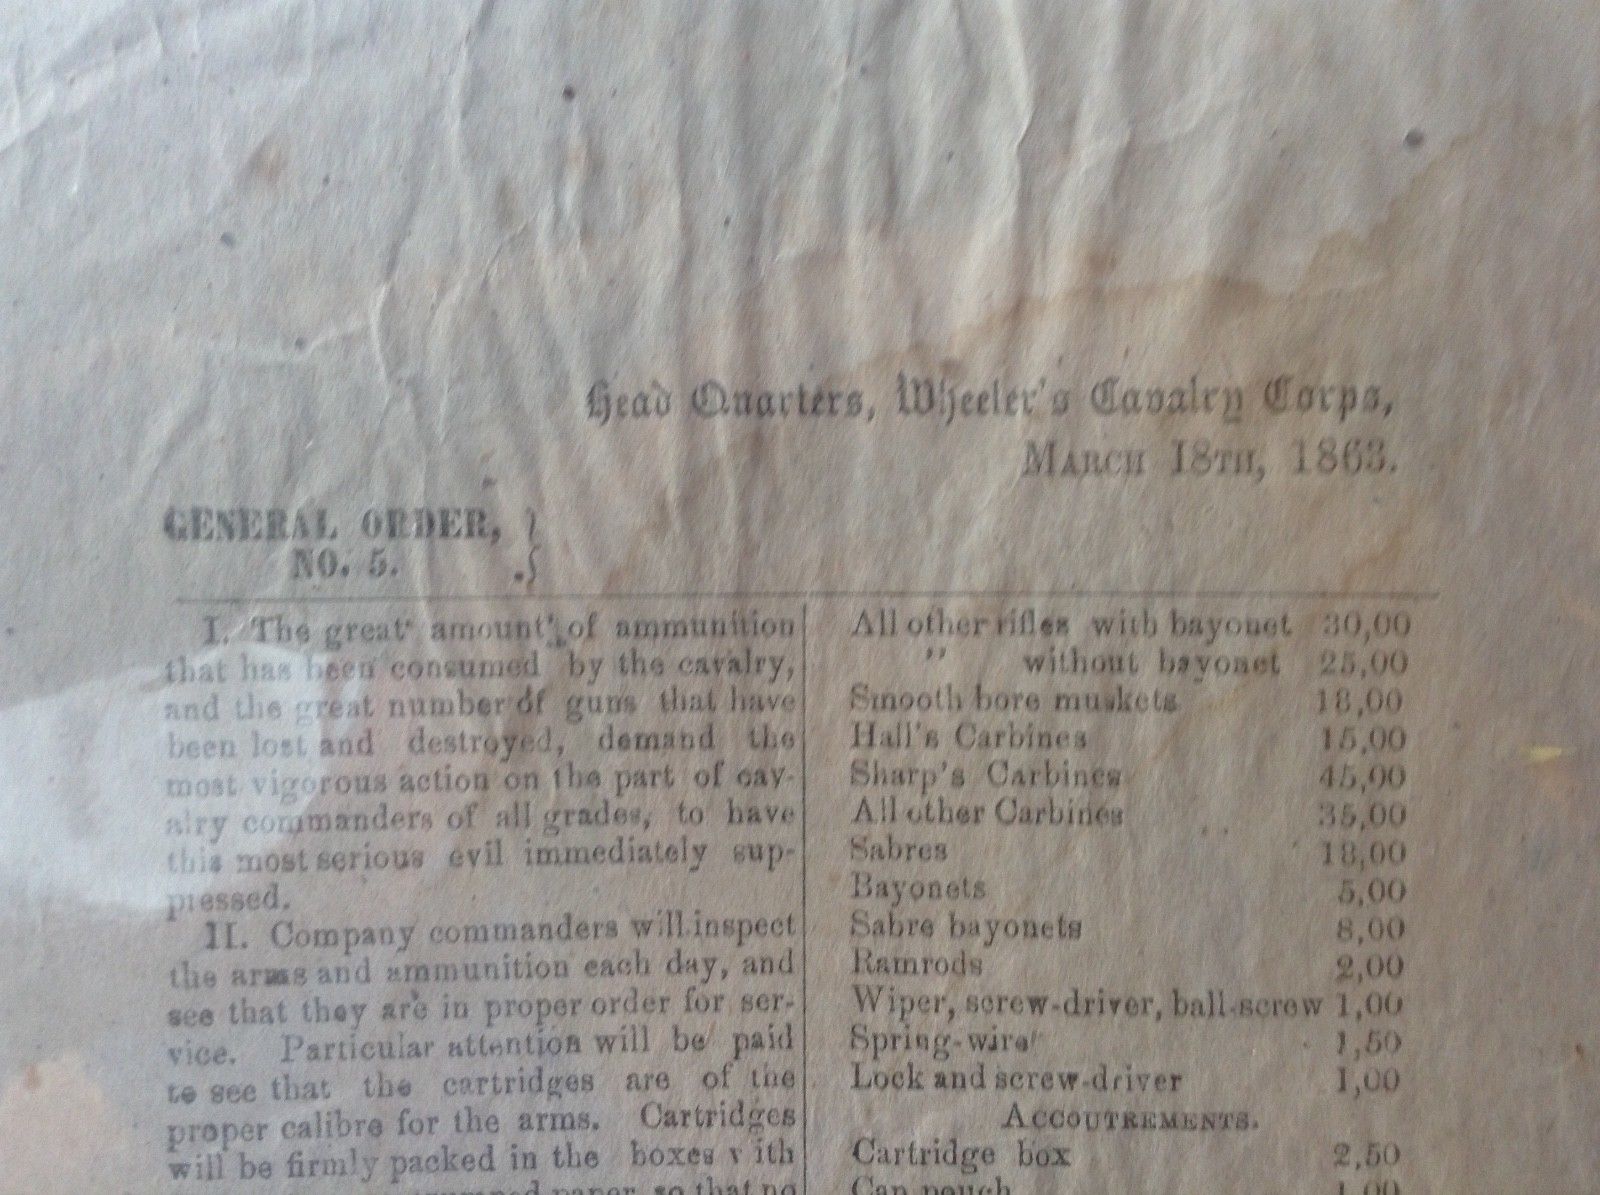 Head Quarters, Wheeler's Cavalry Corps,
MARCH 18TH, 1863.
GENERAL ORDER,
NO. 5.
I. The great amount of ammunition
that has been consumed by the cavalry,
and the great number of guns that have
been lost and destroyed, demand the
most vigorous action on the part of cav-
alry commanders of all grades, to have
this most serious evil immediately sup-
pressed.
II. Company commanders will inspect
the arms and ammunition each day, and
see that they are in proper order for ser-
vice. Particular attention will be paid
to see that the cartridges are of the
proper calibre for the arms. Cartridges
will be firmly packed in the boxes with
paper, so that no
All other rifles with bayonet 30,00
" without bayonet 25,00
Smooth bore muskets 18,00
Hall's Carbines 15,00
Sharp's Carbines 45,00
All other Carbines 35,00
Sabres 18,00
Bayonets 5,00
Sabre bayonets 8,00
Ramrods 2,00
Wiper, screw-driver, ball-screw 1,00
Spring-wire 1,50
Lock and screw-driver 1,00
ACCOUTREMENTS.
Cartridge box 2,50
Cap pouch 1,00